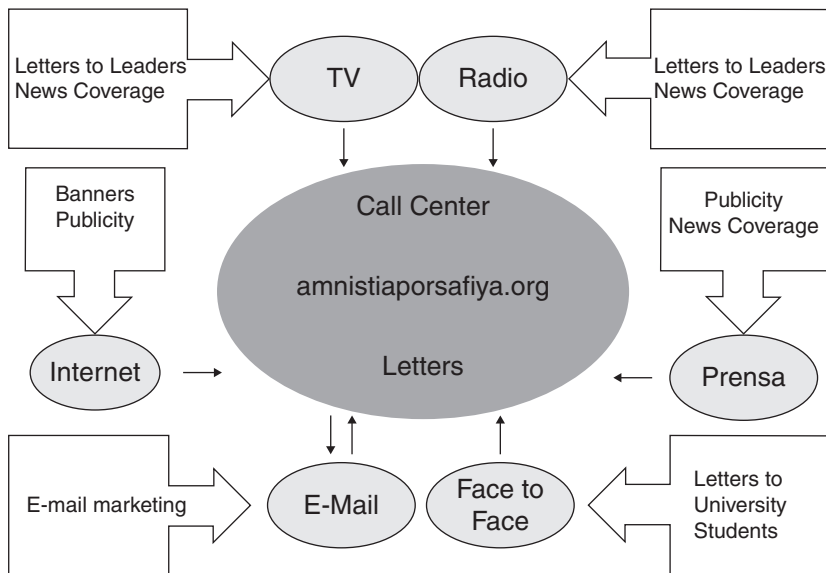 Letters to Leaders
News Coverage
TV
Radio
Letters to Leaders
News Coverage
Banners
Publicity
Call Center
amnistiaporsafiya.org
Letters
Publicity
News Coverage
Internet
Prensa
E-mail marketing
E-Mail
Face to
Face
Letters to
University
Students